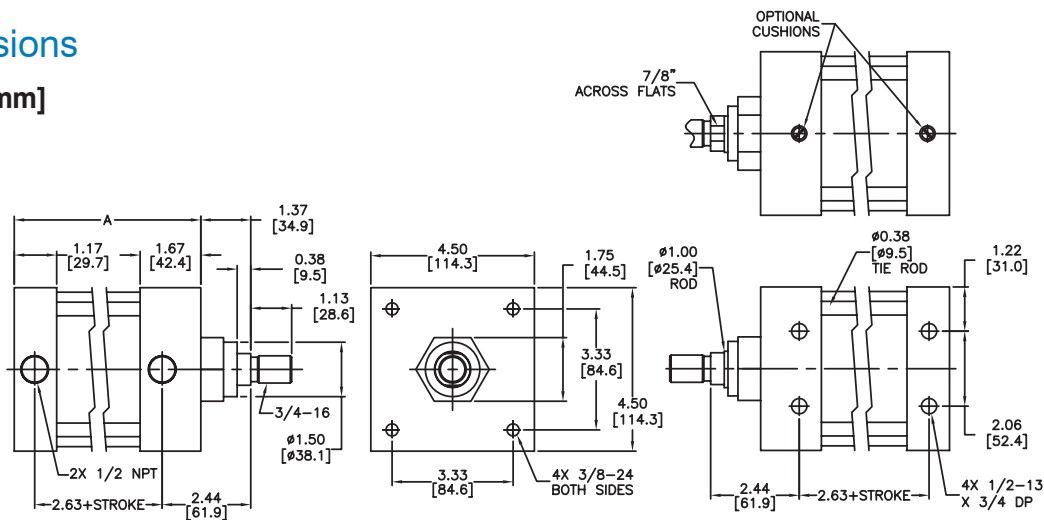 sions
mm]
OPTIONAL
CUSHIONS
7/8"
ACROSS FLATS
A
1.37
[34.9]
1.17
[29.7]
1.67
[42.4]
0.38
[9.5]
1.13
[28.6]
3/4-16
ø1.50
[ø38.1]
2X 1/2 NPT
2.63+STROKE
2.44
[61.9]
4.50
[114.3]
1.75
[44.5]
3.33
[84.6]
4.50
[114.3]
3.33
[84.6]
4X 3/8-24
BOTH SIDES
ø1.00
[ø25.4]
ROD
ø0.38
[ø9.5]
TIE ROD
1.22
[31.0]
2.06
[52.4]
2.44
[61.9]
2.63+STROKE
4X 1/2-13
X 3/4 DP